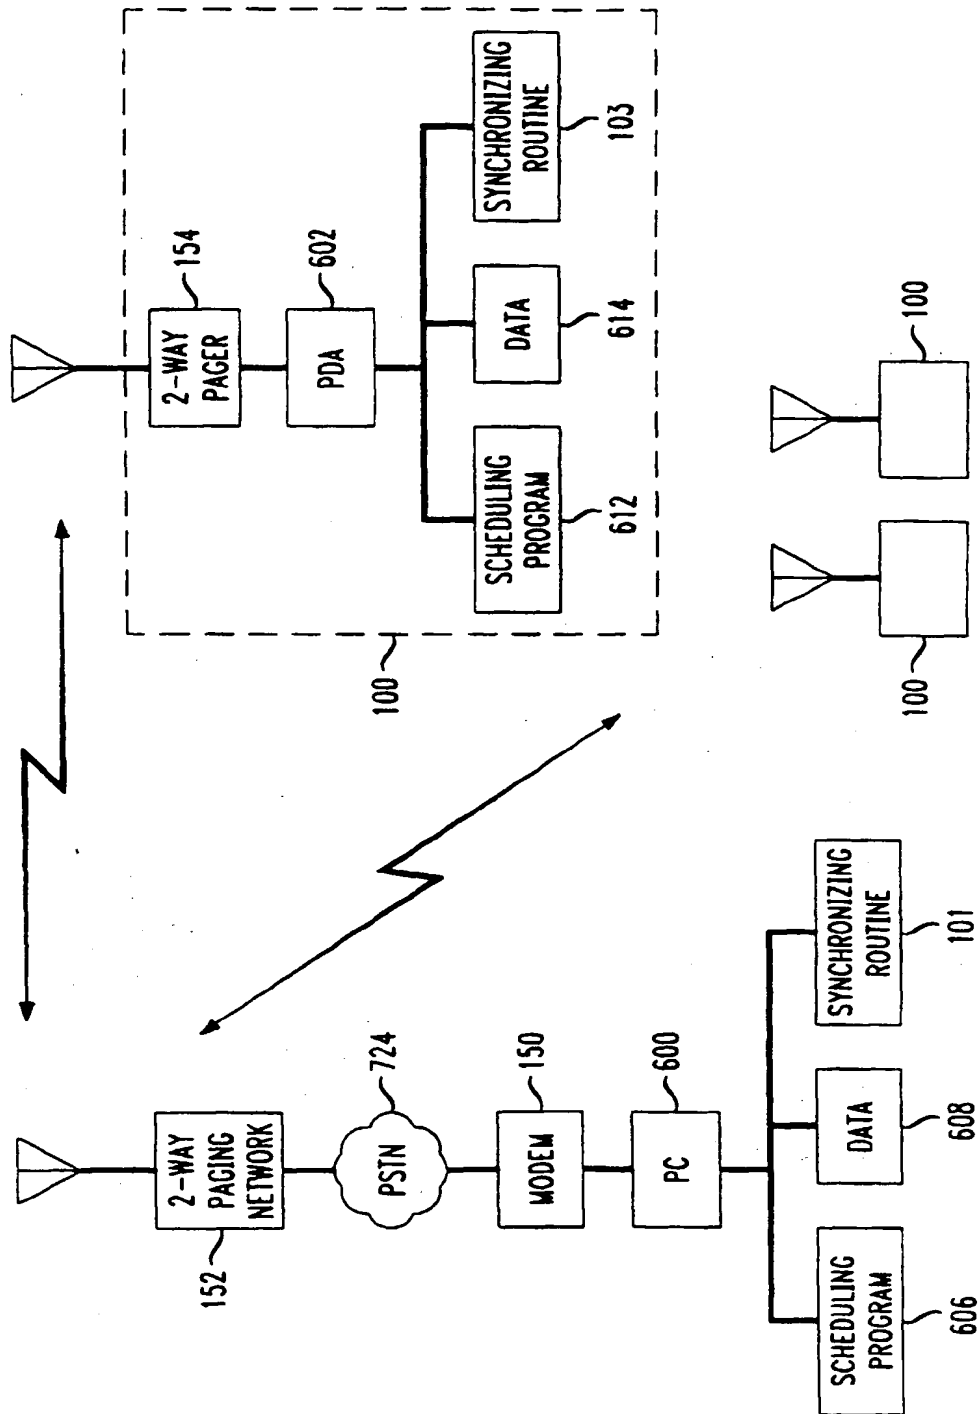 2-WAY
PAGING
NETWORK
152
PSTN
724
MODEM
150
PC
600
SCHEDULING
PROGRAM
606
DATA
608
SYNCHRONIZING
ROUTINE
101
2-WAY
PAGER
154
PDA
602
SCHEDULING
PROGRAM
612
DATA
614
SYNCHRONIZING
ROUTINE
103
100
100
100